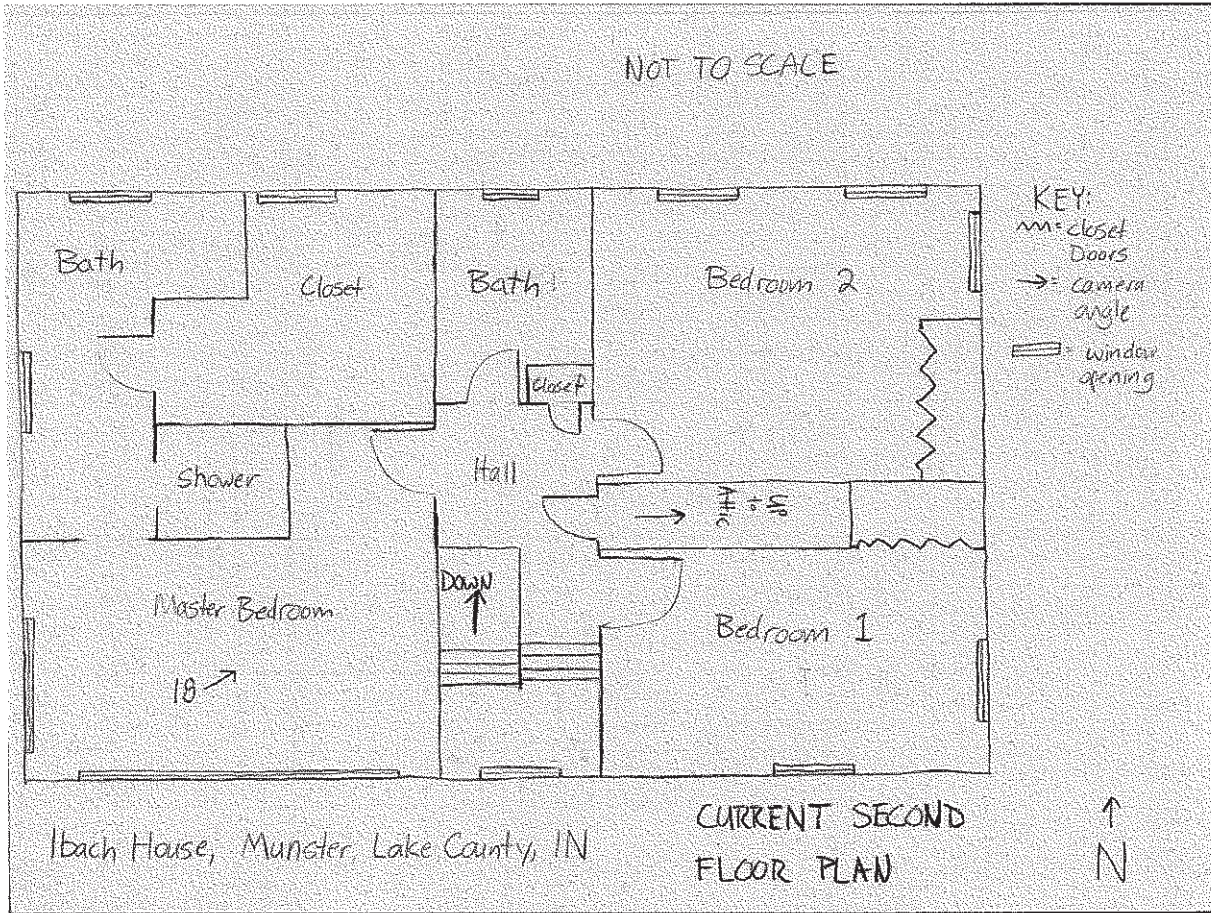 NOT TO SCALE
KEY:
= closet
Doors
= camera
angle
= window
opening
Bath
Closet
Bath
Bedroom 2
Closet
Hall
Shower
Attic
Up
DOWN
Master Bedroom
18
Bedroom 1
Ibach House, Munster, Lake County, IN
CURRENT SECOND
FLOOR PLAN
N